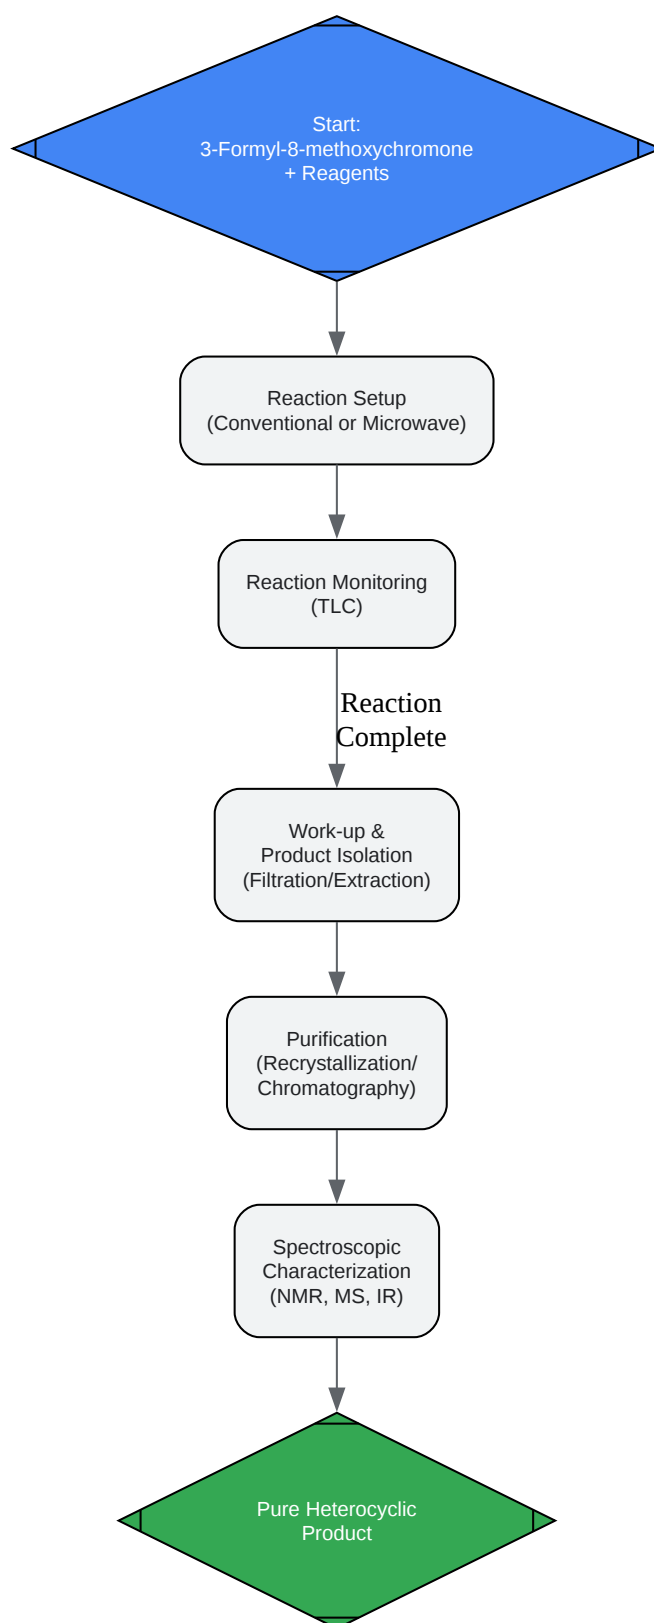 Start:
3-Formyl-8-methoxychromone
+ Reagents
Reaction Setup
(Conventional or Microwave)
Reaction Monitoring
(TLC)
Reaction
Complete
Work-up &
Product Isolation
(Filtration/Extraction)
Purification
(Recrystallization/
Chromatography)
Spectroscopic
Characterization
(NMR, MS, IR)
Pure Heterocyclic
Product